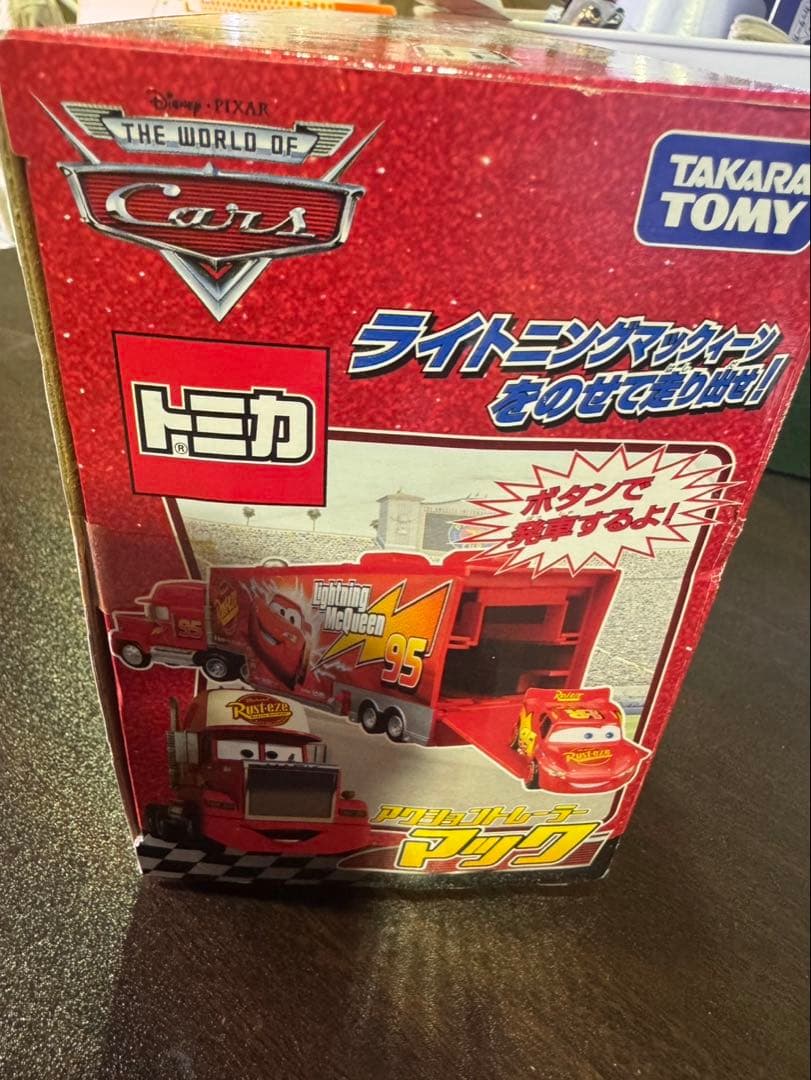 Disney · PIXAR
THE WORLD OF
Cars
TAKARA
TOMY
ライトニングマックィーン
をのせて走り出せ!
トミカ
®
ボタンで
発車するよ!
Lightning
McQueen
95
95
Rust-eze
Rust-eze
アクショントレーラー
マック